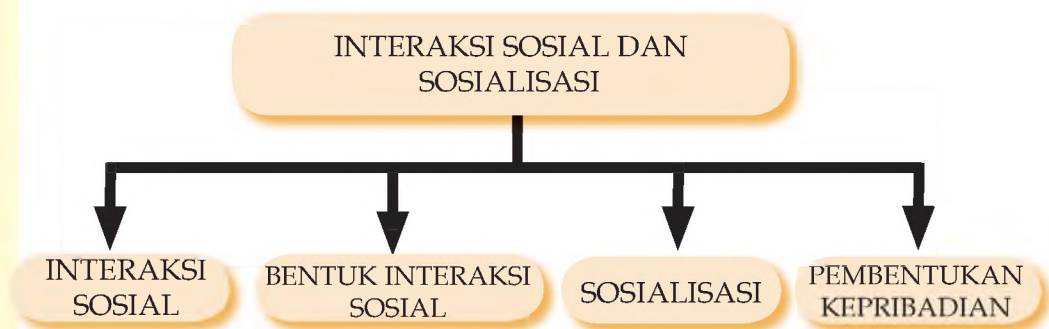 INTERAKSI SOSIAL DAN
SOSIALISASI
INTERAKSI
SOSIAL
BENTUK INTERAKSI
SOSIAL
SOSIALISASI
PEMBENTUKAN
KEPRIBADIAN